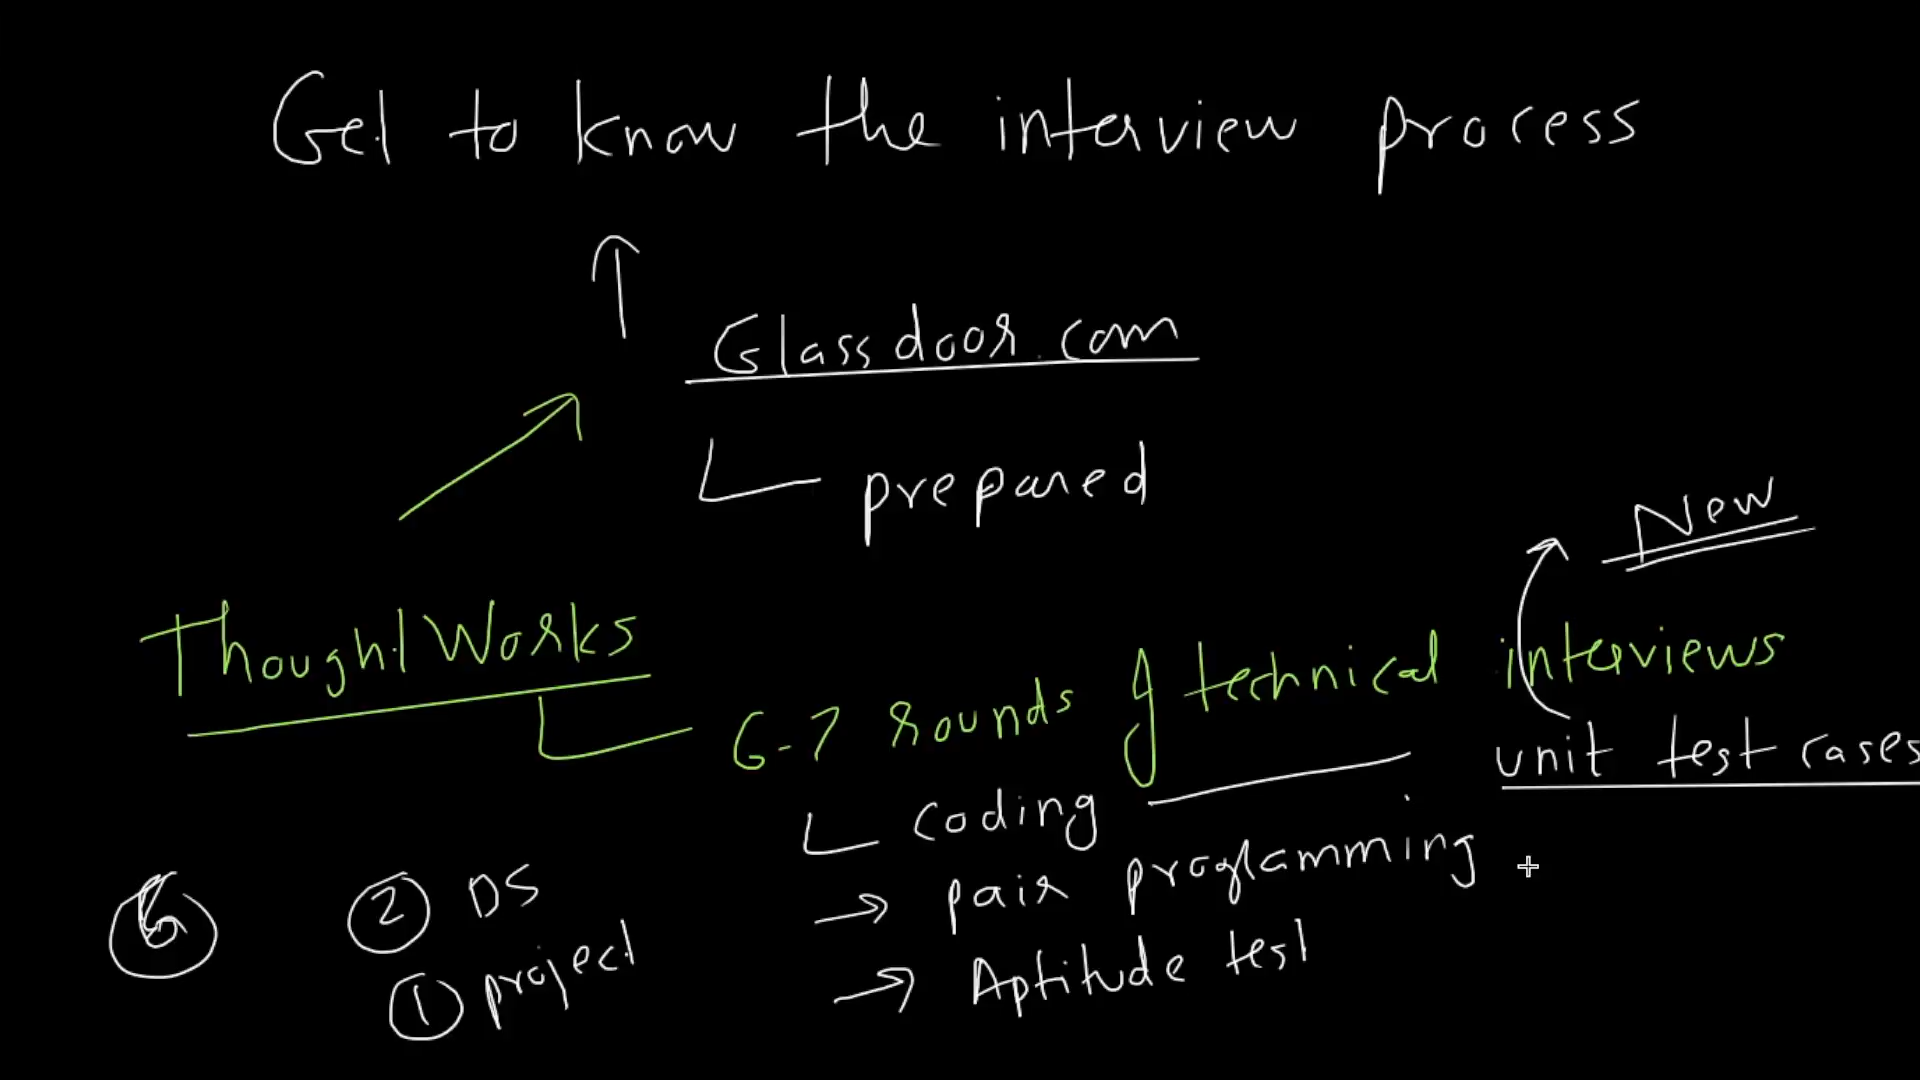 Get to know the interview process
Glassdoor.com
prepared
New
ThoughtWorks
6-7 rounds of technical interviews
unit test cases
coding
pair programming
Aptitude test
6
2 DS
1 project